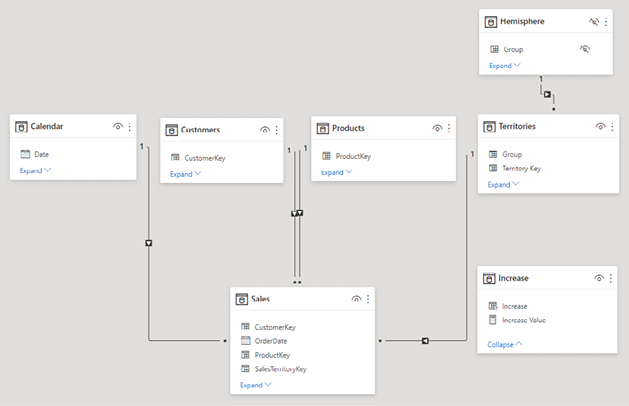 Hemisphere
Group
Expand
1
*
Calendar
Date
Expand
1
Customers
CustomerKey
Expand
1
Products
ProductKey
Expand
1
Territories
Group
Territory Key
Expand
1
Sales
CustomerKey
OrderDate
ProductKey
SalesTerritoryKey
Expand
*
* *
*
Increase
Increase
Increase Value
Collapse